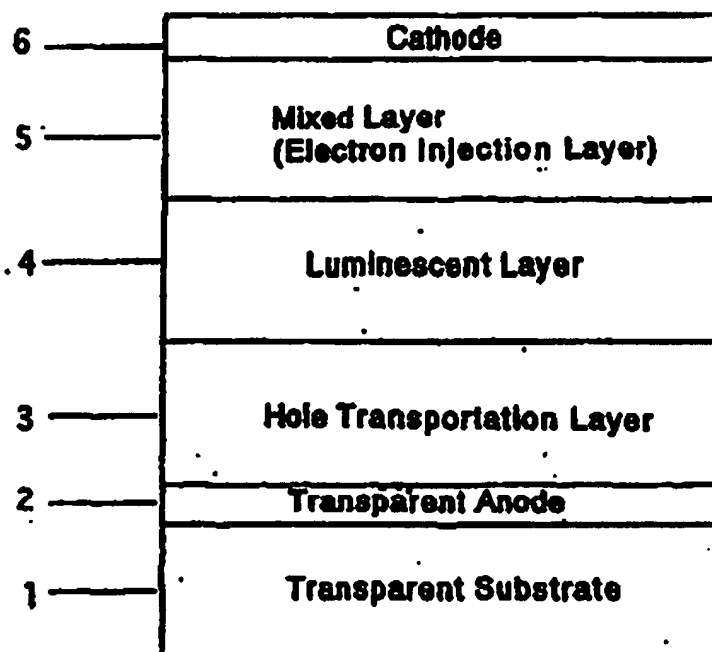 6 Cathode
5 Mixed Layer
(Electron Injection Layer)
4 Luminescent Layer
3 Hole Transportation Layer
2 Transparent Anode
1 Transparent Substrate